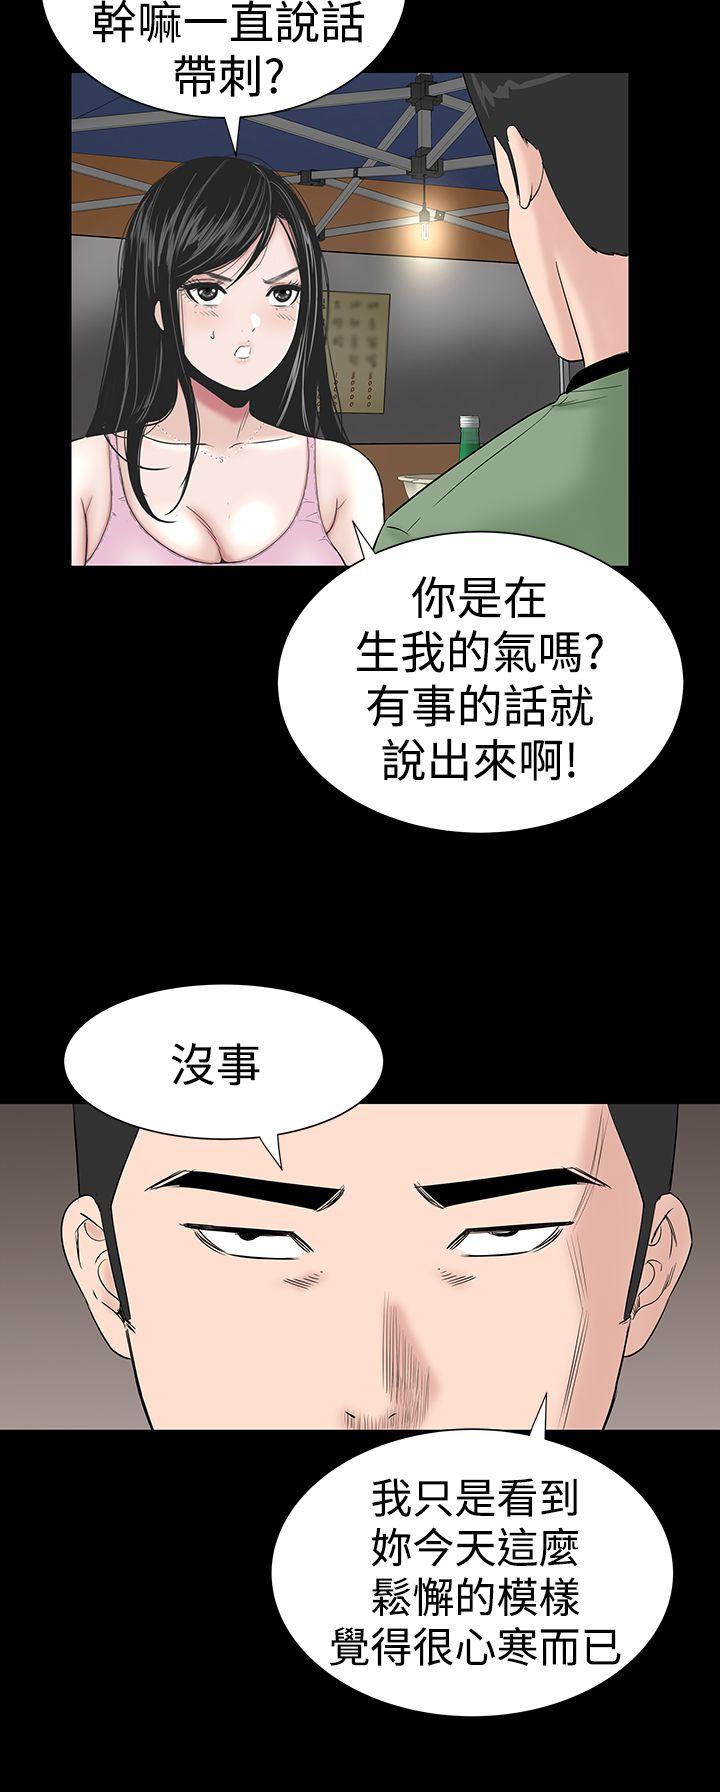 幹嘛一直說話
帶刺?
你是在
生我的氣嗎?
有事的話就
說出來啊!
沒事
我只是看到
妳今天這麼
鬆懈的模樣
覺得很心寒而已